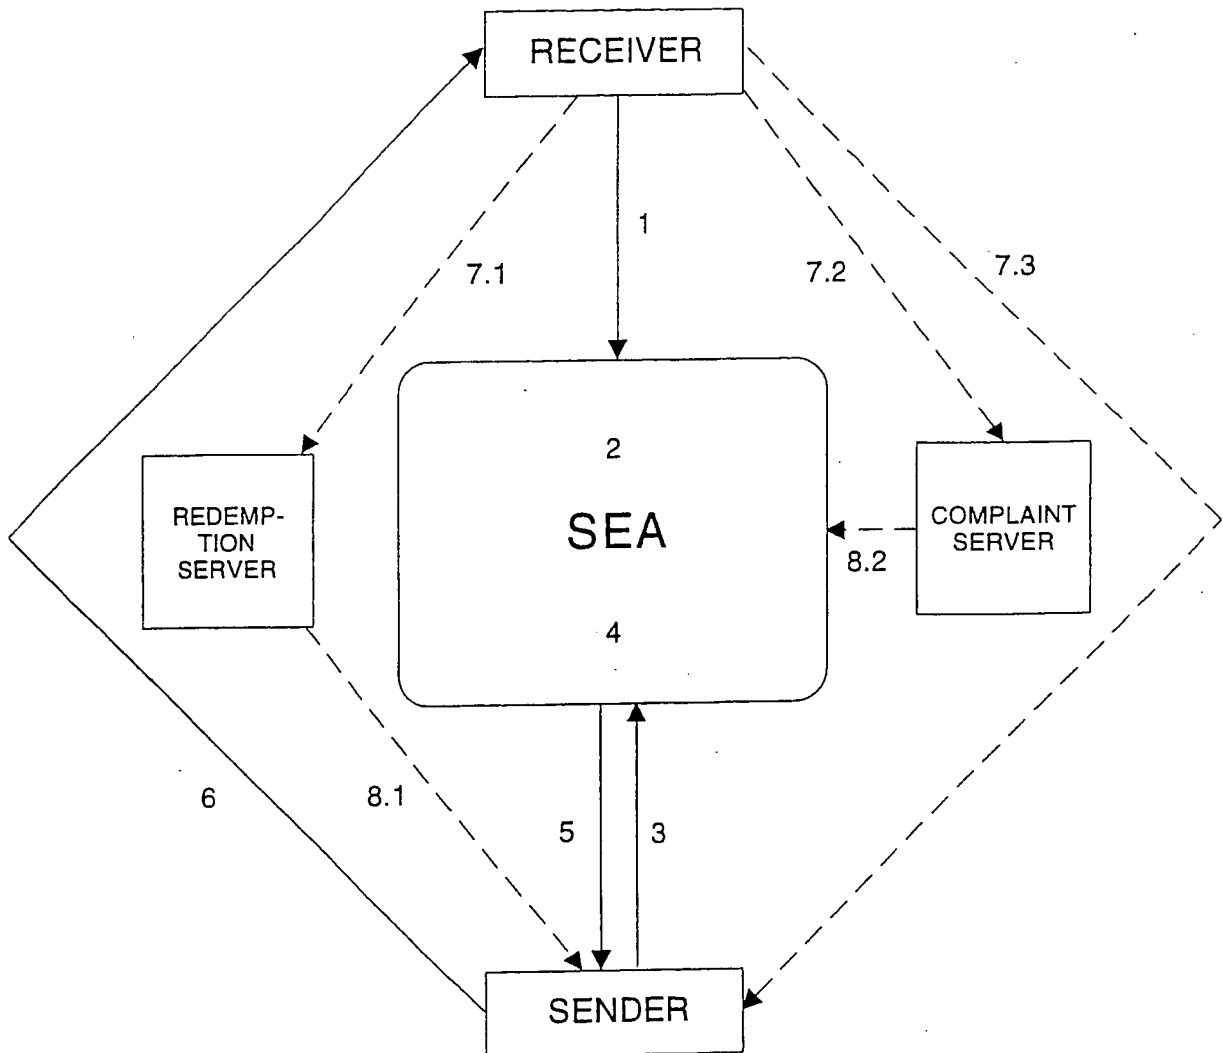 RECEIVER
1
7.1
7.2
7.3
2
SEA
4
REDEMP-
TION
SERVER
COMPLAINT
SERVER
8.2
6
8.1
5
3
SENDER